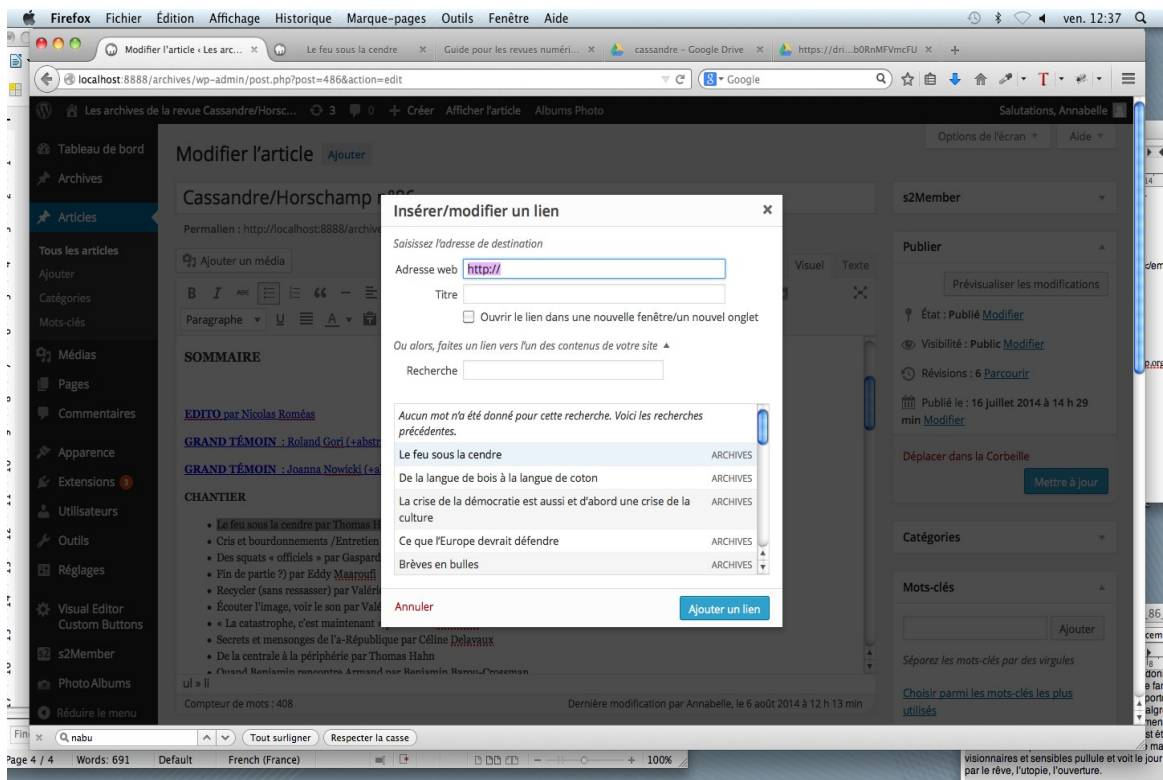 Firefox Fichier Édition Affichage Historique Marque-pages Outils Fenêtre Aide ven. 12:37
Modifier l'article ‹ Les arc... × Le feu sous la cendre × Guide pour les revues numéri... × cassandre – Google Drive × https://dri...b0RnMFVmcFU × +
localhost:8888/archives/wp-admin/post.php?post=486&action=edit Google
Les archives de la revue Cassandre/Horsc... 3 0 + Créer Afficher l'article Albums Photo Salutations, Annabelle
Options de l'écran Aide
Tableau de bord
Archives
Articles
Tous les articles
Ajouter
Catégories
Mots-clés
Médias
Pages
Commentaires
Apparence
Extensions 3
Utilisateurs
Outils
Réglages
Visual Editor
Custom Buttons
s2Member
PhotoAlbums
Réduire le menu
Modifier l'article Ajouter
Cassandre/Horschamp n°86
Permalien : http://localhost:8888/archive
Ajouter un média
Visuel Texte
B I ABC
Paragraphe U A
SOMMAIRE
EDITO par Nicolas Roméas
GRAND TÉMOIN : Roland Gori (+abstr
GRAND TÉMOIN : Joanna Nowicki (+a
CHANTIER
• Le feu sous la cendre par Thomas H
• Cris et bourdonnements /Entretien
• Des squats « officiels » par Gaspard
• Fin de partie ?) par Eddy Maaroufi
• Recycler (sans ressasser) par Valéri
• Écouter l'image, voir le son par Valé
• « La catastrophe, c'est maintenant
• Secrets et mensonges de l'a-République par Céline Delavaux
• De la centrale à la périphérie par Thomas Hahn
• Quand Benjamin rencontre Armand par Benjamin Barou-Crossman
ul » li
Compteur de mots : 408 Dernière modification par Annabelle, le 6 août 2014 à 12 h 13 min
Insérer/modifier un lien ×
Saisissez l'adresse de destination
Adresse web http://
Titre
Ouvrir le lien dans une nouvelle fenêtre/un nouvel onglet
Ou alors, faites un lien vers l'un des contenus de votre site
Recherche
Aucun mot n'a été donné pour cette recherche. Voici les recherches
précédentes.
Le feu sous la cendre ARCHIVES
De la langue de bois à la langue de coton ARCHIVES
La crise de la démocratie est aussi et d'abord une crise de la ARCHIVES
culture
Ce que l'Europe devrait défendre ARCHIVES
Brèves en bulles ARCHIVES
Annuler Ajouter un lien
s2Member
Publier
Prévisualiser les modifications
État : Publié Modifier
Visibilité : Public Modifier
Révisions : 6 Parcourir
Publié le : 16 juillet 2014 à 14 h 29
min Modifier
Déplacer dans la Corbeille
Mettre à jour
Catégories
Mots-clés
Ajouter
Séparez les mots-clés par des virgules
Choisir parmi les mots-clés les plus
utilisés
× nabu Tout surligner Respecter la casse
Page 4 / 4 Words: 691 Default French (France) 100%
visionnaires et sensibles pullule et voit le jour
par le rêve, l'utopie, l'ouverture.